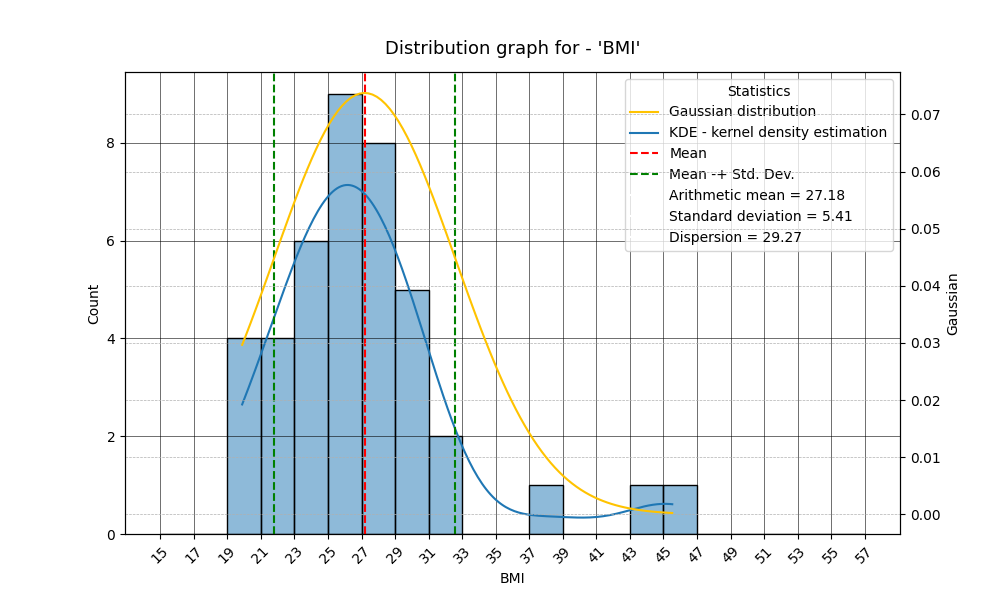 Distribution graph for - 'BMI'
Statistics
Gaussian distribution
KDE - kernel density estimation
Mean
Mean -+ Std. Dev.
Arithmetic mean = 27.18
Standard deviation = 5.41
Dispersion = 29.27
Count
8
6
4
2
0
Gaussian
0.07
0.06
0.05
0.04
0.03
0.02
0.01
0.00
15 17 19 21 23 25 27 29 31 33 35 37 39 41 43 45 47 49 51 53 55 57
BMI